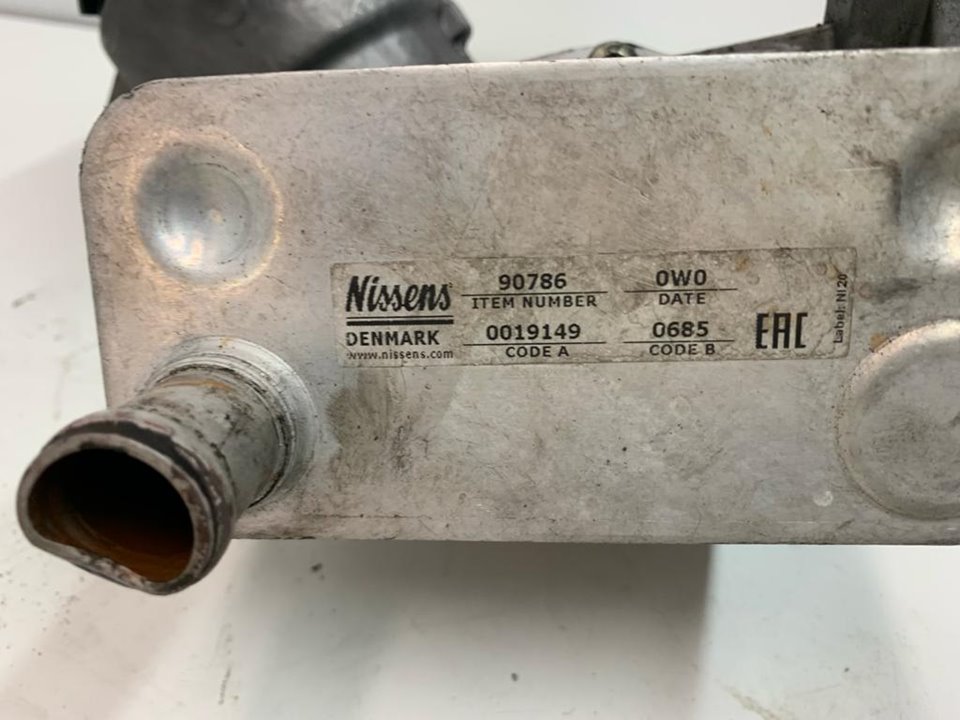 Nissens
DENMARK
www.nissens.com
90786
ITEM NUMBER
0W0
DATE
0019149
CODE A
0685
CODE B
EAC
Label: NI20